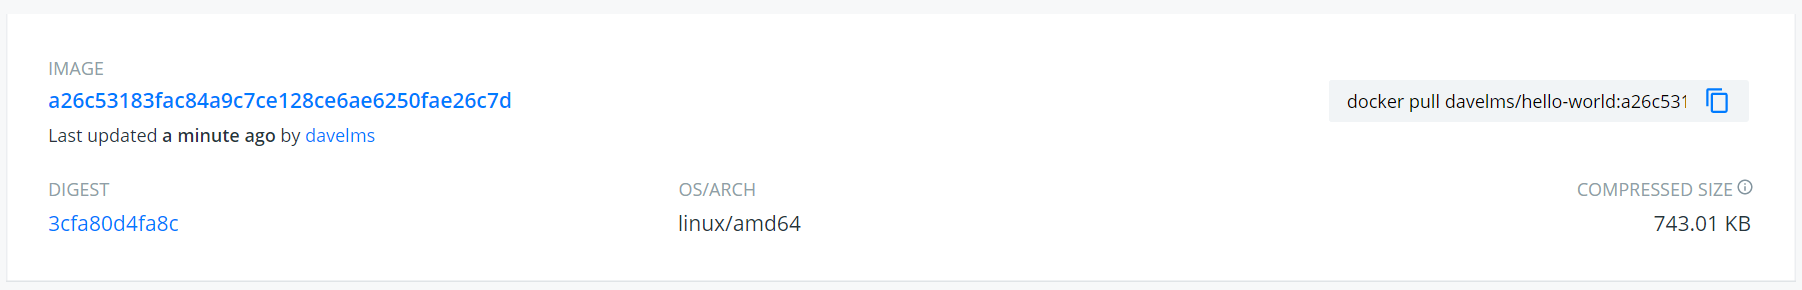 IMAGE
a26c53183fac84a9c7ce128ce6ae6250fae26c7d
docker pull davelms/hello-world:a26c531
Last updated a minute ago by davelms
DIGEST
OS/ARCH
COMPRESSED SIZE
3cfa80d4fa8c
linux/amd64
743.01 KB